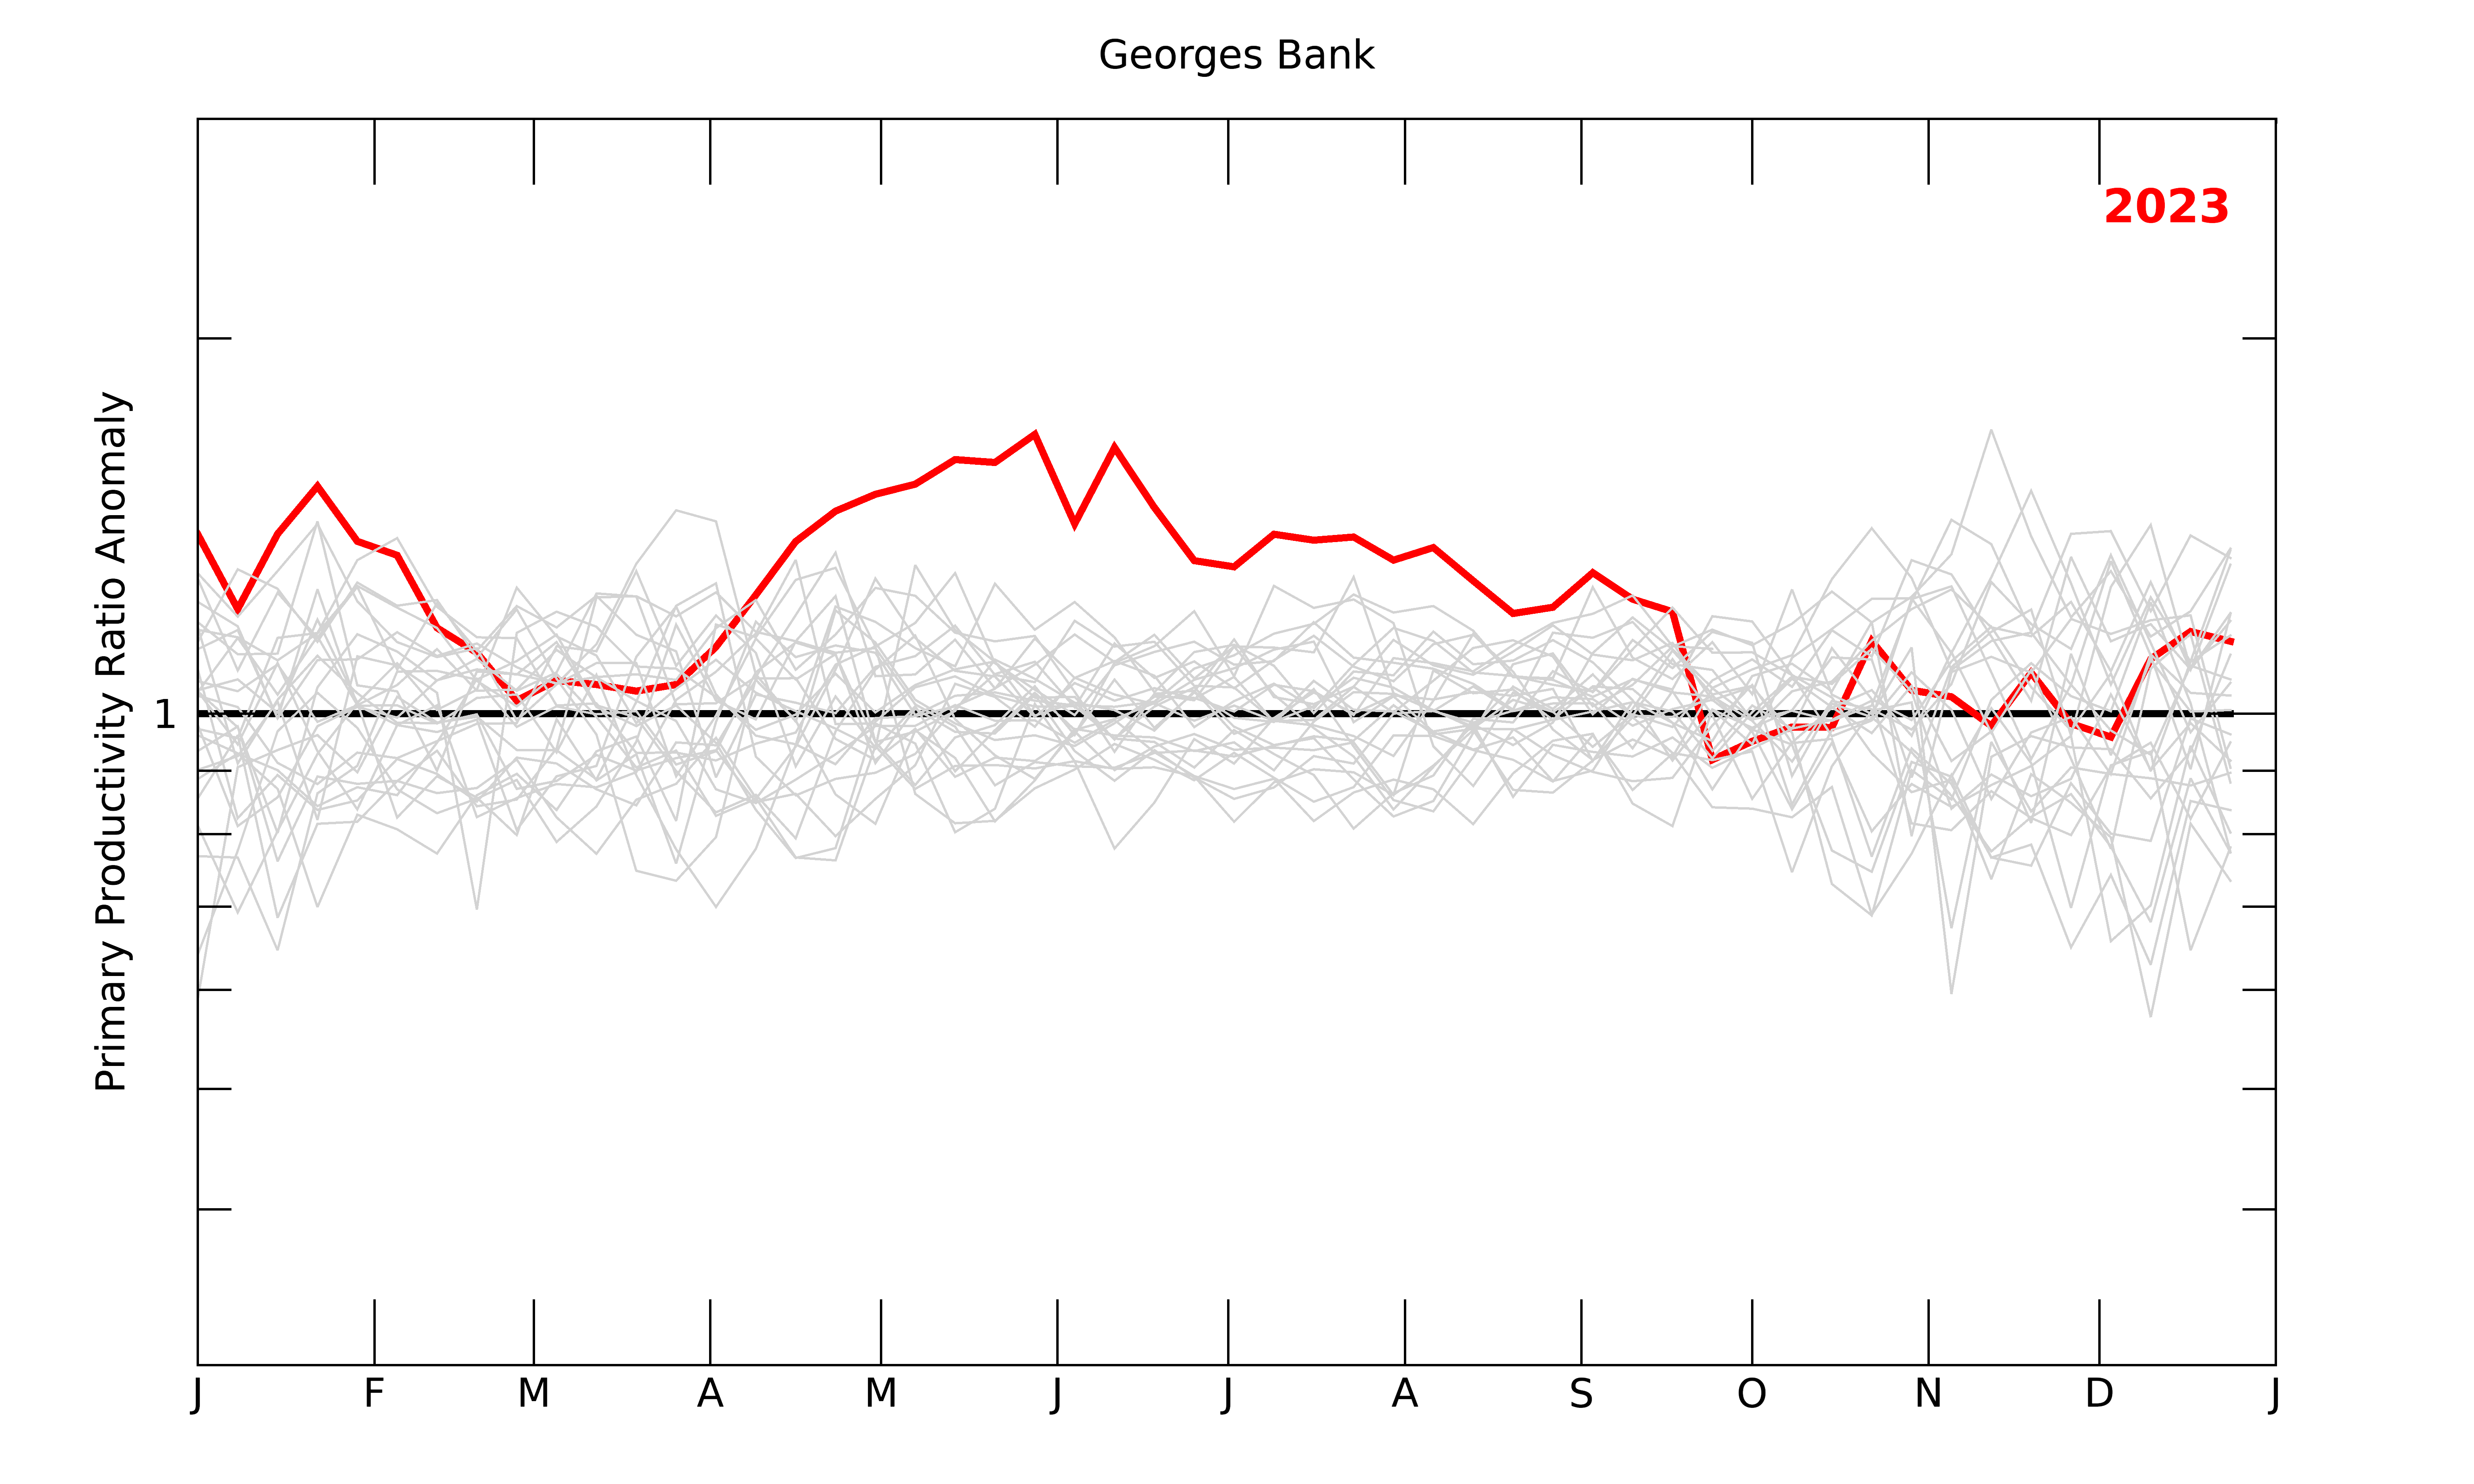 Georges Bank
2023
Primary Productivity Ratio Anomaly
1
J F M A M J J A S O N D J